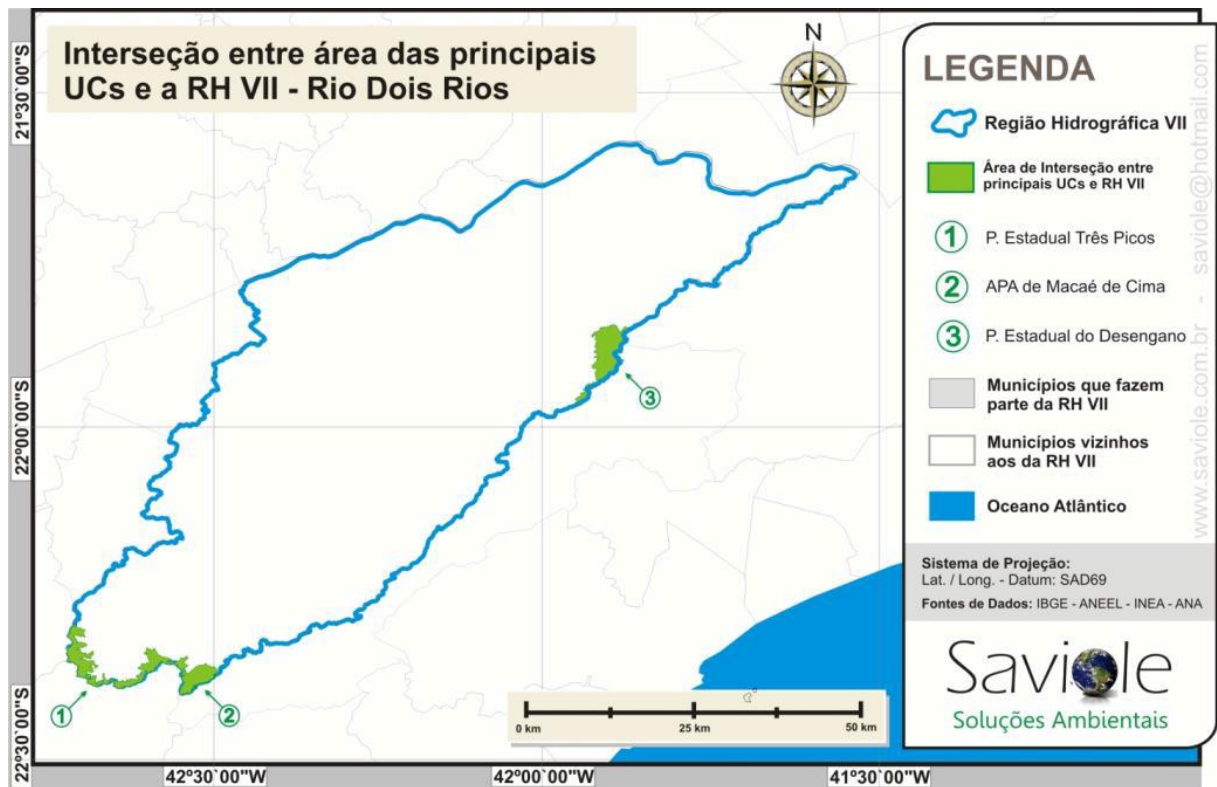 Interseção entre área das principais
UCs e a RH VII - Rio Dois Rios
N
21°30`00"S
22°00`00"S
22°30`00"S
42°30`00"W
42°00`00"W
41°30`00"W
1
2
3
0 km
25 km
50 km
LEGENDA
Região Hidrográfica VII
Área de Interseção entre
principais UCs e RH VII
1 P. Estadual Três Picos
2 APA de Macaé de Cima
3 P. Estadual do Desengano
Municípios que fazem
parte da RH VII
Municípios vizinhos
aos da RH VII
Oceano Atlântico
Sistema de Projeção:
Lat. / Long. - Datum: SAD69
Fontes de Dados: IBGE - ANEEL - INEA - ANA
Saviole
Soluções Ambientais
www.saviole.com.br - saviole@hotmail.com